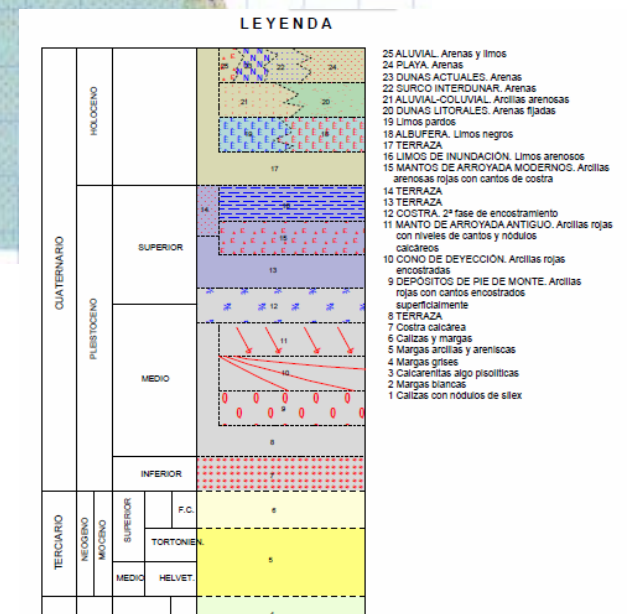 LEYENDA
CUATERNARIO
HOLOCENO
PLEISTOCENO
SUPERIOR
MEDIO
INFERIOR
TERCIARIO
NEOGENO
MIOCENO
SUPERIOR
F.C.
TORTONIEN.
MEDIO
HELVET.
25
22
24
21
20
19
18
17
14
16
15
13
12
11
10
9
8
7
6
5
25 ALUVIAL. Arenas y limos
24 PLAYA. Arenas
23 DUNAS ACTUALES. Arenas
22 SURCO INTERDUNAR. Arenas
21 ALUVIAL-COLUVIAL. Arcillas arenosas
20 DUNAS LITORALES. Arenas fijadas
19 Limos pardos
18 ALBUFERA. Limos negros
17 TERRAZA
16 LIMOS DE INUNDACIÓN. Limos arenosos
15 MANTOS DE ARROYADA MODERNOS. Arcillas
arenosas rojas con cantos de costra
14 TERRAZA
13 TERRAZA
12 COSTRA. 2ª fase de encostramiento
11 MANTO DE ARROYADA ANTIGUO. Arcillas rojas
con niveles de cantos y nódulos
calcáreos
10 CONO DE DEYECCIÓN. Arcillas rojas
encostradas
9 DEPÓSITOS DE PIE DE MONTE. Arcillas
rojas con cantos encostrados
superficialmente
8 TERRAZA
7 Costra calcárea
6 Calizas y margas
5 Margas arcillas y areniscas
4 Margas grises
3 Calcarenitas algo pisolíticas
2 Margas blancas
1 Calizas con nódulos de silex